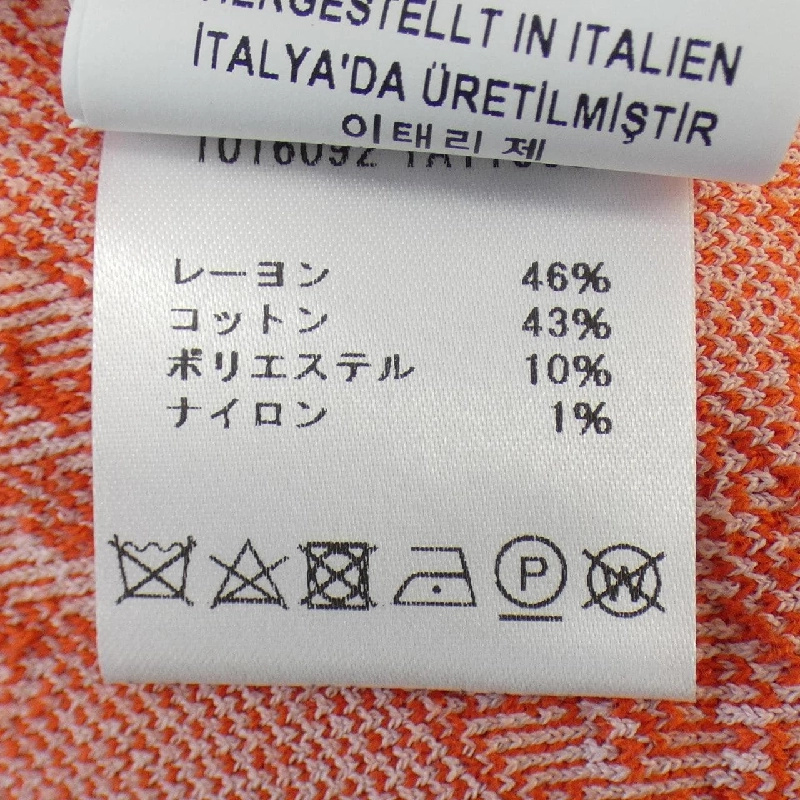 HERGESTELLT IN ITALIEN
İTALYA'DA ÜRETİLMİŞTİR
이태리 제
1016092
レーヨン 46%
コットン 43%
ポリエステル 10%
ナイロン 1%
P W